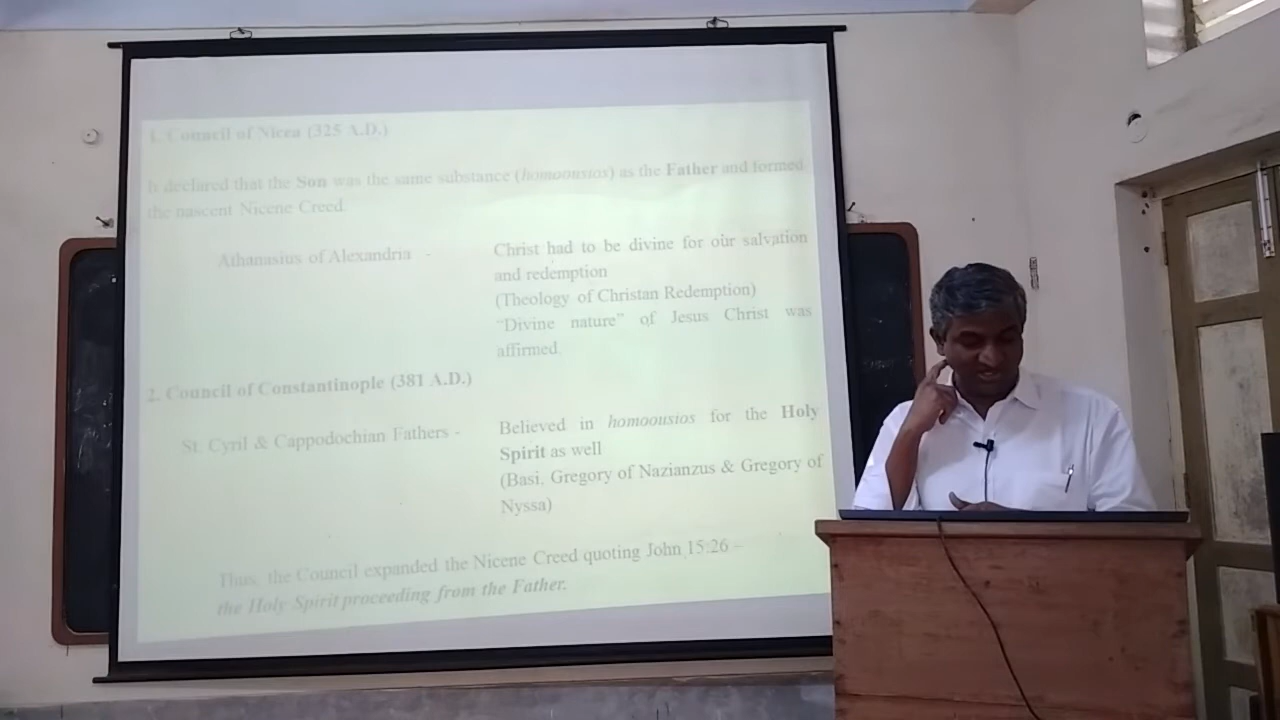 1. Council of Nicea (325 A.D.)
It declared that the Son was the same substance (homoousios) as the Father and formed
the nascent Nicene Creed.
Athanasius of Alexandria - Christ had to be divine for our salvation
and redemption
(Theology of Christan Redemption)
"Divine nature" of Jesus Christ was
affirmed.
2. Council of Constantinople (381 A.D.)
St. Cyril & Cappodochian Fathers - Believed in homoousios for the Holy
Spirit as well
(Basi, Gregory of Nazianzus & Gregory of
Nyssa)
Thus, the Council expanded the Nicene Creed quoting John 15:26 –
the Holy Spirit proceeding from the Father.